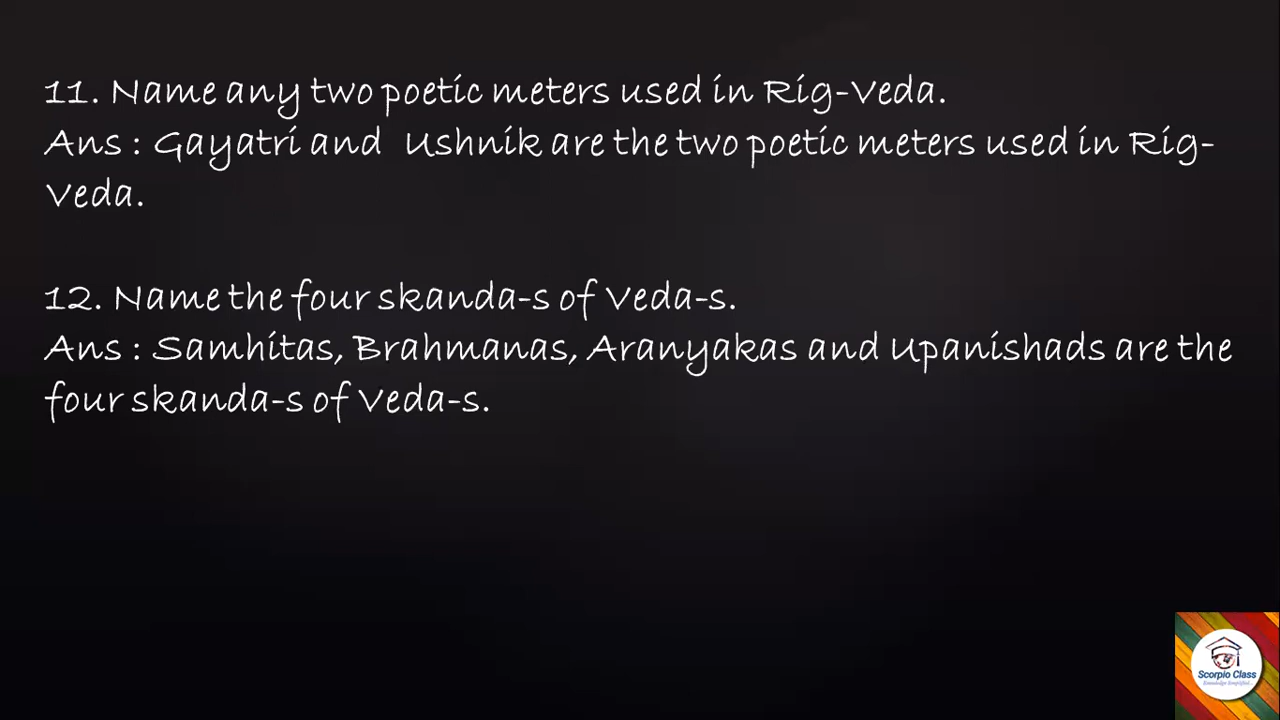 11. Name any two poetic meters used in Rig-Veda.
Ans : Gayatri and Ushnik are the two poetic meters used in Rig-
Veda.
12. Name the four skanda-s of Veda-s.
Ans : Samhitas, Brahmanas, Aranyakas and Upanishads are the
four skanda-s of Veda-s.
Scorpio Class
Knowledge Simplified...